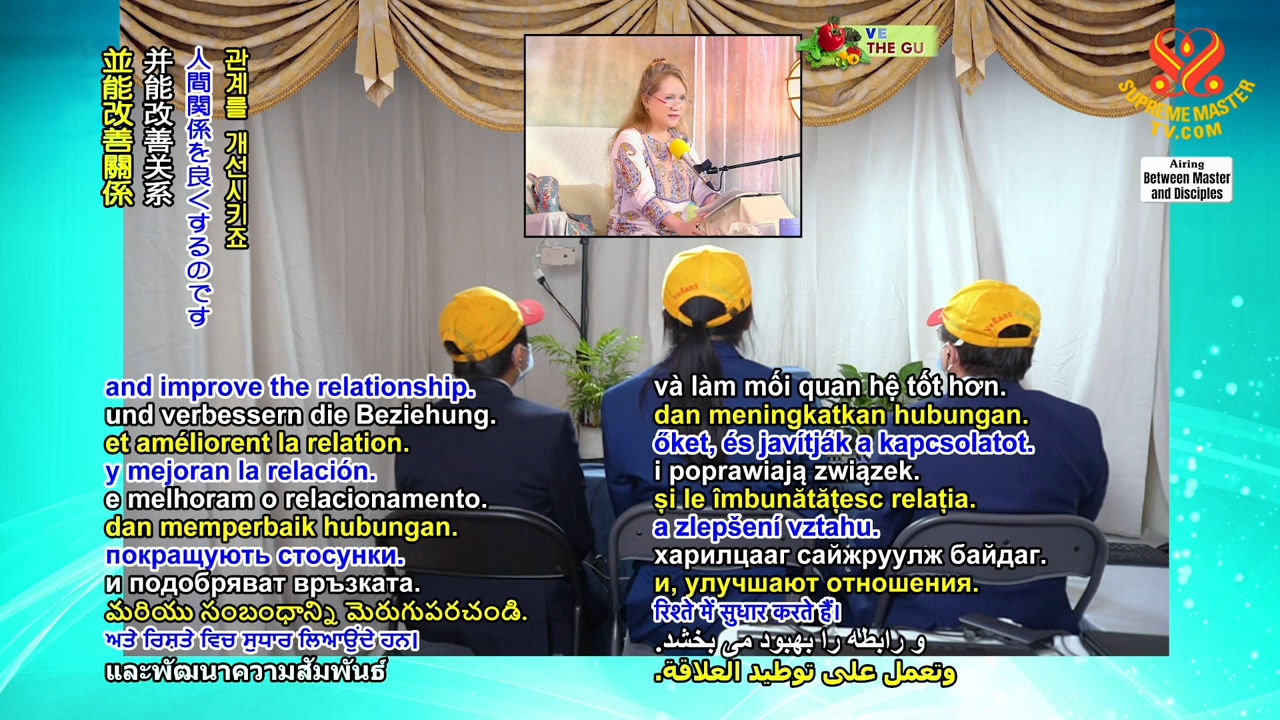 並能改善關係
并能改善关系
人間関係を良くするのです
관계를 개선시키죠
VE
THE GU
SUPREME MASTER
TV.COM
Airing
Between Master
and Disciples
and improve the relationship.
und verbessern die Beziehung.
et améliorent la relation.
y mejoran la relación.
e melhoram o relacionamento.
dan memperbaik hubungan.
покращують стосунки.
и подобряват връзката.
మరియు సంబంధాన్ని మెరుగుపరచండి.
ਅਤੇ ਰਿਸ਼ਤੇ ਵਿਚ ਸੁਧਾਰ ਲਿਆਉਂਦੇ ਹਨ।
และพัฒนาความสัมพันธ์
và làm mối quan hệ tốt hơn.
dan meningkatkan hubungan.
őket, és javítják a kapcsolatot.
i poprawiają związek.
și le îmbunătățesc relația.
a zlepšení vztahu.
харилцааг сайжруулж байдаг.
и, улучшают отношения.
रिश्ते में सुधार करते हैं।
و رابطه را بهبود می بخشد.
وتعمل على توطيد العلاقة.